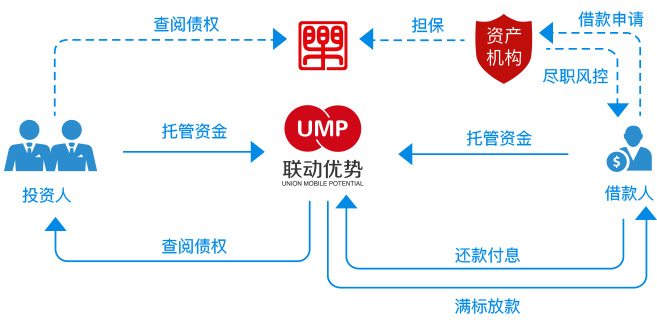 查阅债权
樂
担保
资产
机构
借款申请
尽职风控
托管资金
UMP
联动优势
UNION MOBILE POTENTIAL
托管资金
投资人
借款人
查阅债权
还款付息
满标放款